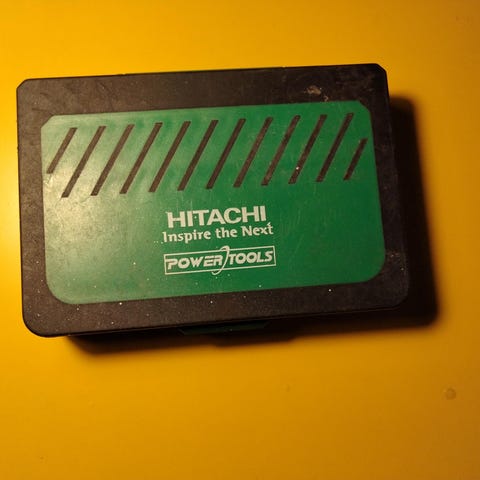 HITACHI
Inspire the Next
POWER TOOLS